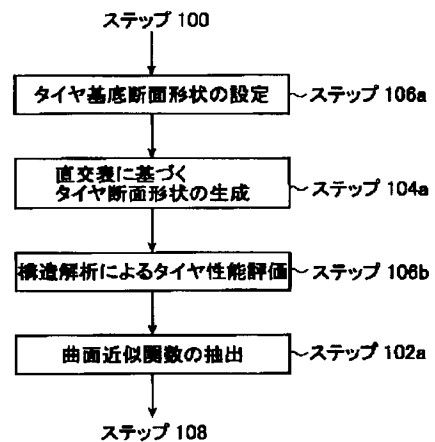 ステップ 100
タイヤ基底断面形状の設定
ステップ 106a
直交表に基づく
タイヤ断面形状の生成
ステップ 104a
構造解析によるタイヤ性能評価
ステップ 106b
曲面近似関数の抽出
ステップ 102a
ステップ 108